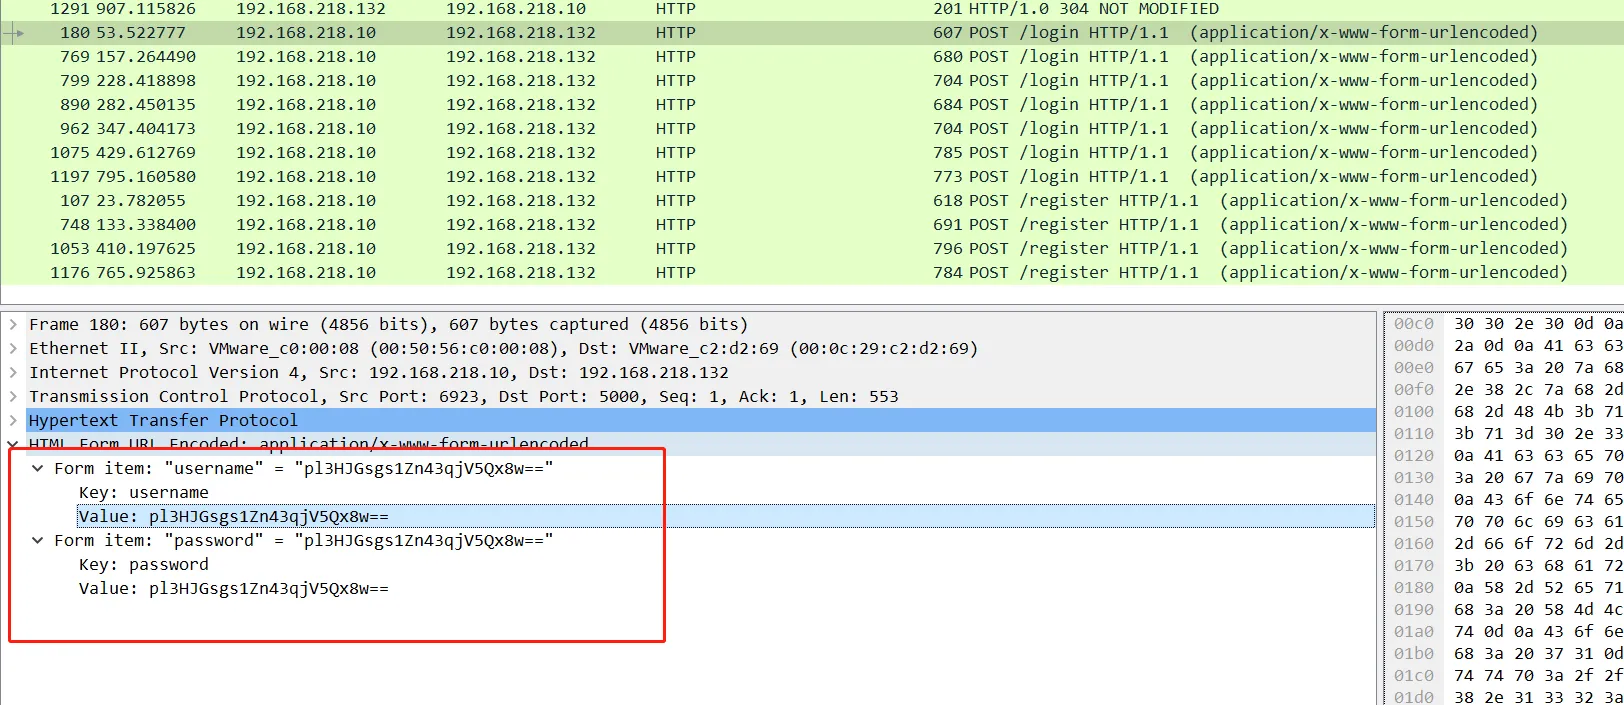 1291 907.115826 192.168.218.132 192.168.218.10 HTTP 201 HTTP/1.0 304 NOT MODIFIED
180 53.522777 192.168.218.10 192.168.218.132 HTTP 607 POST /login HTTP/1.1 (application/x-www-form-urlencoded)
769 157.264490 192.168.218.10 192.168.218.132 HTTP 680 POST /login HTTP/1.1 (application/x-www-form-urlencoded)
799 228.418898 192.168.218.10 192.168.218.132 HTTP 704 POST /login HTTP/1.1 (application/x-www-form-urlencoded)
890 282.450135 192.168.218.10 192.168.218.132 HTTP 684 POST /login HTTP/1.1 (application/x-www-form-urlencoded)
962 347.404173 192.168.218.10 192.168.218.132 HTTP 704 POST /login HTTP/1.1 (application/x-www-form-urlencoded)
1075 429.612769 192.168.218.10 192.168.218.132 HTTP 785 POST /login HTTP/1.1 (application/x-www-form-urlencoded)
1197 795.160580 192.168.218.10 192.168.218.132 HTTP 773 POST /login HTTP/1.1 (application/x-www-form-urlencoded)
107 23.782055 192.168.218.10 192.168.218.132 HTTP 618 POST /register HTTP/1.1 (application/x-www-form-urlencoded)
748 133.338400 192.168.218.10 192.168.218.132 HTTP 691 POST /register HTTP/1.1 (application/x-www-form-urlencoded)
1053 410.197625 192.168.218.10 192.168.218.132 HTTP 796 POST /register HTTP/1.1 (application/x-www-form-urlencoded)
1176 765.925863 192.168.218.10 192.168.218.132 HTTP 784 POST /register HTTP/1.1 (application/x-www-form-urlencoded)
Frame 180: 607 bytes on wire (4856 bits), 607 bytes captured (4856 bits)
Ethernet II, Src: VMware_c0:00:08 (00:50:56:c0:00:08), Dst: VMware_c2:d2:69 (00:0c:29:c2:d2:69)
Internet Protocol Version 4, Src: 192.168.218.10, Dst: 192.168.218.132
Transmission Control Protocol, Src Port: 6923, Dst Port: 5000, Seq: 1, Ack: 1, Len: 553
Hypertext Transfer Protocol
HTML Form URL Encoded: application/x-www-form-urlencoded
Form item: "username" = "pl3HJGsgs1Zn43qjV5Qx8w=="
Key: username
Value: pl3HJGsgs1Zn43qjV5Qx8w==
Form item: "password" = "pl3HJGsgs1Zn43qjV5Qx8w=="
Key: password
Value: pl3HJGsgs1Zn43qjV5Qx8w==
00c0 30 30 2e 30 0d 0a
00d0 2a 0d 0a 41 63 63
00e0 67 65 3a 20 7a 68
00f0 2e 38 2c 7a 68 2d
0100 68 2d 48 4b 3b 71
0110 3b 71 3d 30 2e 33
0120 0a 41 63 63 65 70
0130 3a 20 67 7a 69 70
0140 0a 43 6f 6e 74 65
0150 70 70 6c 69 63 61
0160 2d 66 6f 72 6d 2d
0170 3b 20 63 68 61 72
0180 0a 58 2d 52 65 71
0190 68 3a 20 58 4d 4c
01a0 74 0d 0a 43 6f 6e
01b0 68 3a 20 37 31 0d
01c0 74 74 70 3a 2f 2f
01d0 38 2e 31 33 32 3a